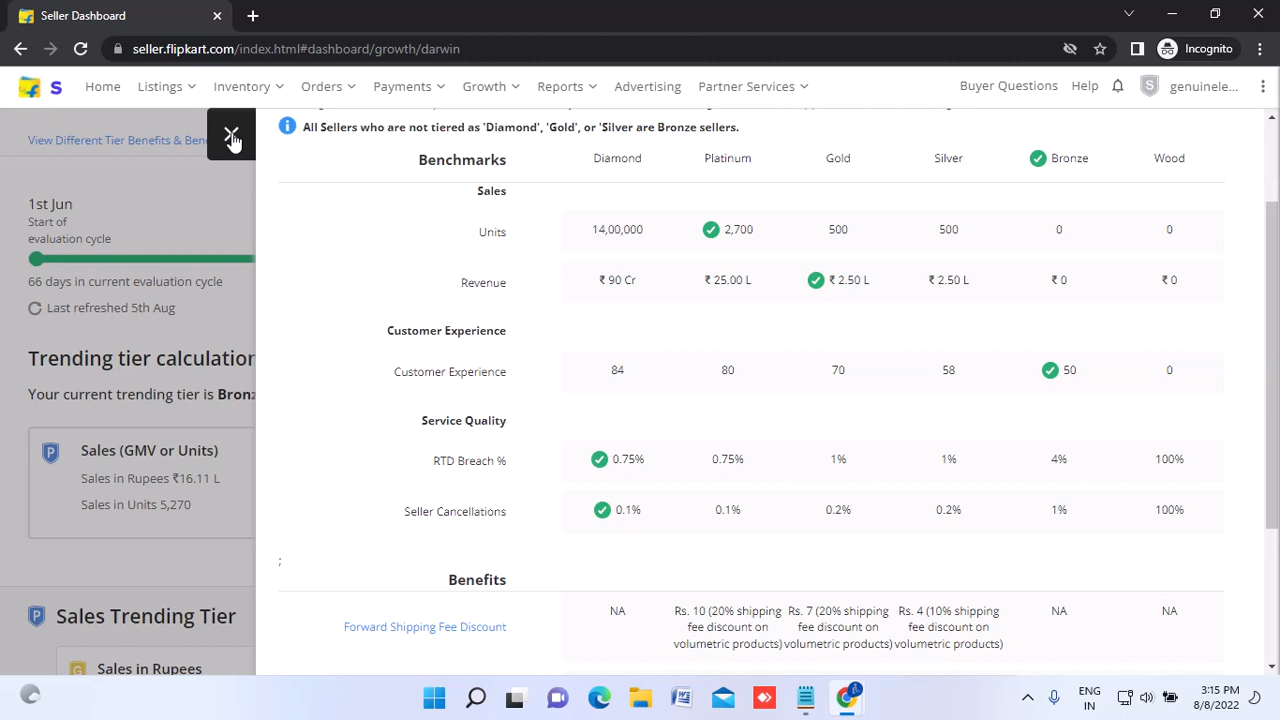 Seller Dashboard
seller.flipkart.com/index.html#dashboard/growth/darwin
Incognito
S Home Listings Inventory Orders Payments Growth Reports Advertising Partner Services Buyer Questions Help S genuinele...
View Different Tier Benefits & Ben
All Sellers who are not tiered as 'Diamond', 'Gold', or 'Silver are Bronze sellers.
Benchmarks Diamond Platinum Gold Silver Bronze Wood
Sales
Units 14,00,000 2,700 500 500 0 0
Revenue ₹ 90 Cr ₹ 25.00 L ₹ 2.50 L ₹ 2.50 L ₹ 0 ₹ 0
Customer Experience
Customer Experience 84 80 70 58 50 0
Service Quality
RTD Breach % 0.75% 0.75% 1% 1% 4% 100%
Seller Cancellations 0.1% 0.1% 0.2% 0.2% 1% 100%
;
Benefits
Forward Shipping Fee Discount
NA
Rs. 10 (20% shipping
fee discount on
volumetric products)
Rs. 7 (20% shipping
fee discount on
volumetric products)
Rs. 4 (10% shipping
fee discount on
volumetric products)
NA
NA
1st Jun
Start of
evaluation cycle
66 days in current evaluation cycle
Last refreshed 5th Aug
Trending tier calculation
Your current trending tier is Bron
P Sales (GMV or Units)
Sales in Rupees ₹16.11 L
Sales in Units 5,270
P Sales Trending Tier
G Sales in Rupees
ENG
IN
3:15 PM
8/8/2022